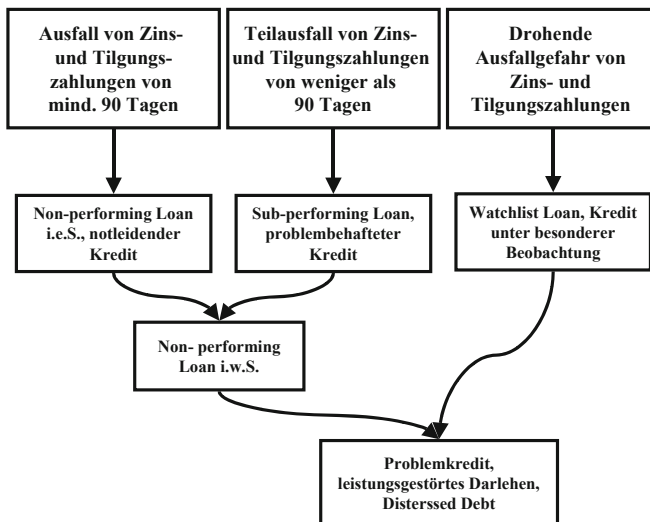 Ausfall von Zins-
und Tilgungs-
zahlungen von
mind. 90 Tagen
Teilausfall von Zins-
und Tilgungszahlungen
von weniger als
90 Tagen
Drohende
Ausfallgefahr von
Zins- und
Tilgungszahlungen
Non-performing Loan
i.e.S., notleidender
Kredit
Sub-performing Loan,
problembehafteter
Kredit
Watchlist Loan, Kredit
unter besonderer
Beobachtung
Non- performing
Loan i.w.S.
Problemkredit,
leistungsgestörtes Darlehen,
Disterssed Debt